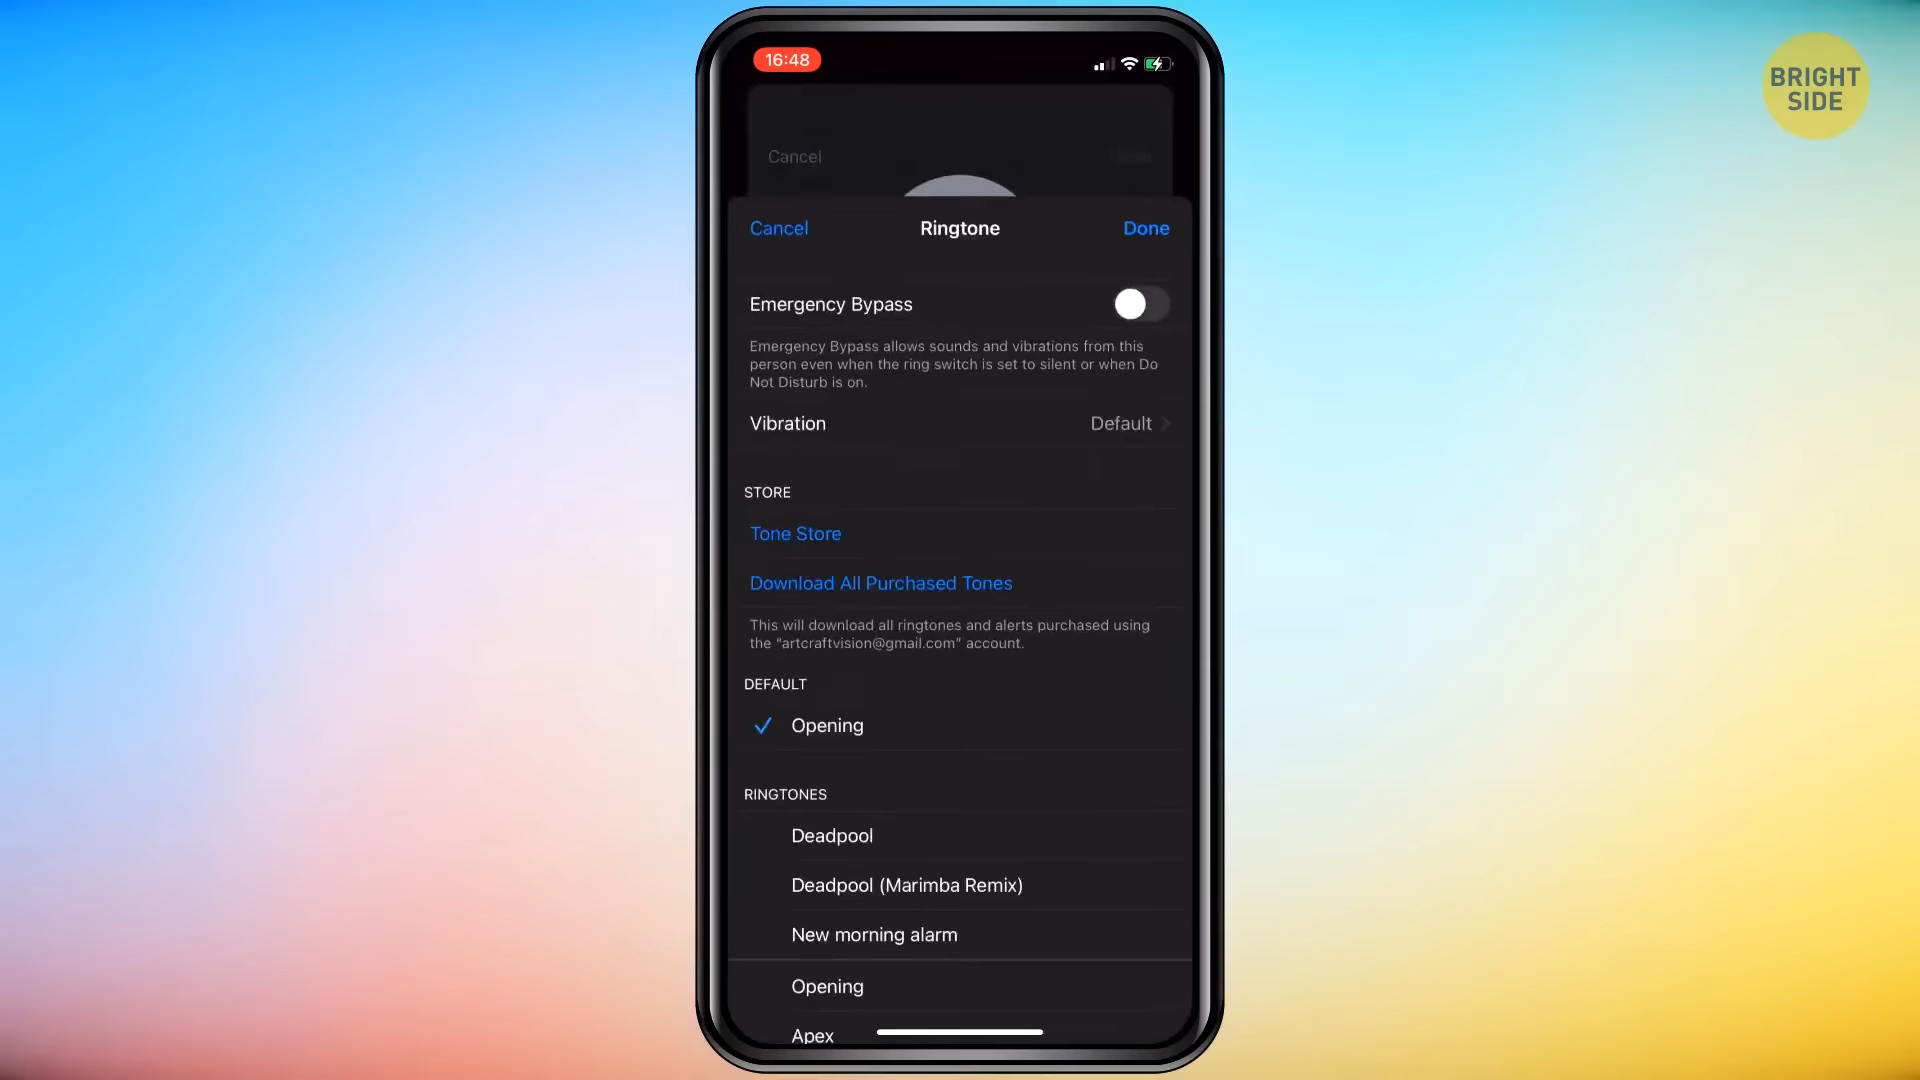 16:48
BRIGHT
SIDE
Cancel
Cancel
Ringtone
Done
Emergency Bypass
Emergency Bypass allows sounds and vibrations from this
person even when the ring switch is set to silent or when Do
Not Disturb is on.
Vibration
Default
STORE
Tone Store
Download All Purchased Tones
This will download all ringtones and alerts purchased using
the “artcraftvision@gmail.com” account.
DEFAULT
Opening
RINGTONES
Deadpool
Deadpool (Marimba Remix)
New morning alarm
Opening
Apex